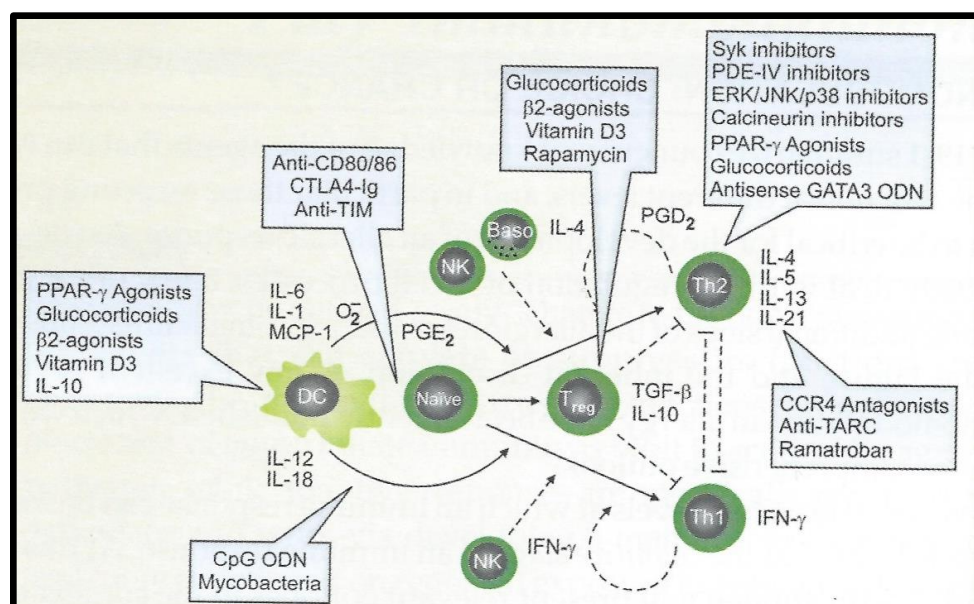 Syk inhibitors
PDE-IV inhibitors
ERK/JNK/p38 inhibitors
Calcineurin inhibitors
PPAR-γ Agonists
Glucocorticoids
Antisense GATA3 ODN
Glucocorticoids
β2-agonists
Vitamin D3
Rapamycin
Anti-CD80/86
CTLA4-Ig
Anti-TIM
Baso
IL-4
PGD₂
NK
Th2
IL-4
IL-5
IL-13
IL-21
PPAR-γ Agonists
Glucocorticoids
β2-agonists
Vitamin D3
IL-10
IL-6
IL-1
MCP-1
O₂⁻
PGE₂
DC
Naïve
Treg
TGF-β
IL-10
CCR4 Antagonists
Anti-TARC
Ramatroban
IL-12
IL-18
CpG ODN
Mycobacteria
NK
IFN-γ
Th1
IFN-γ